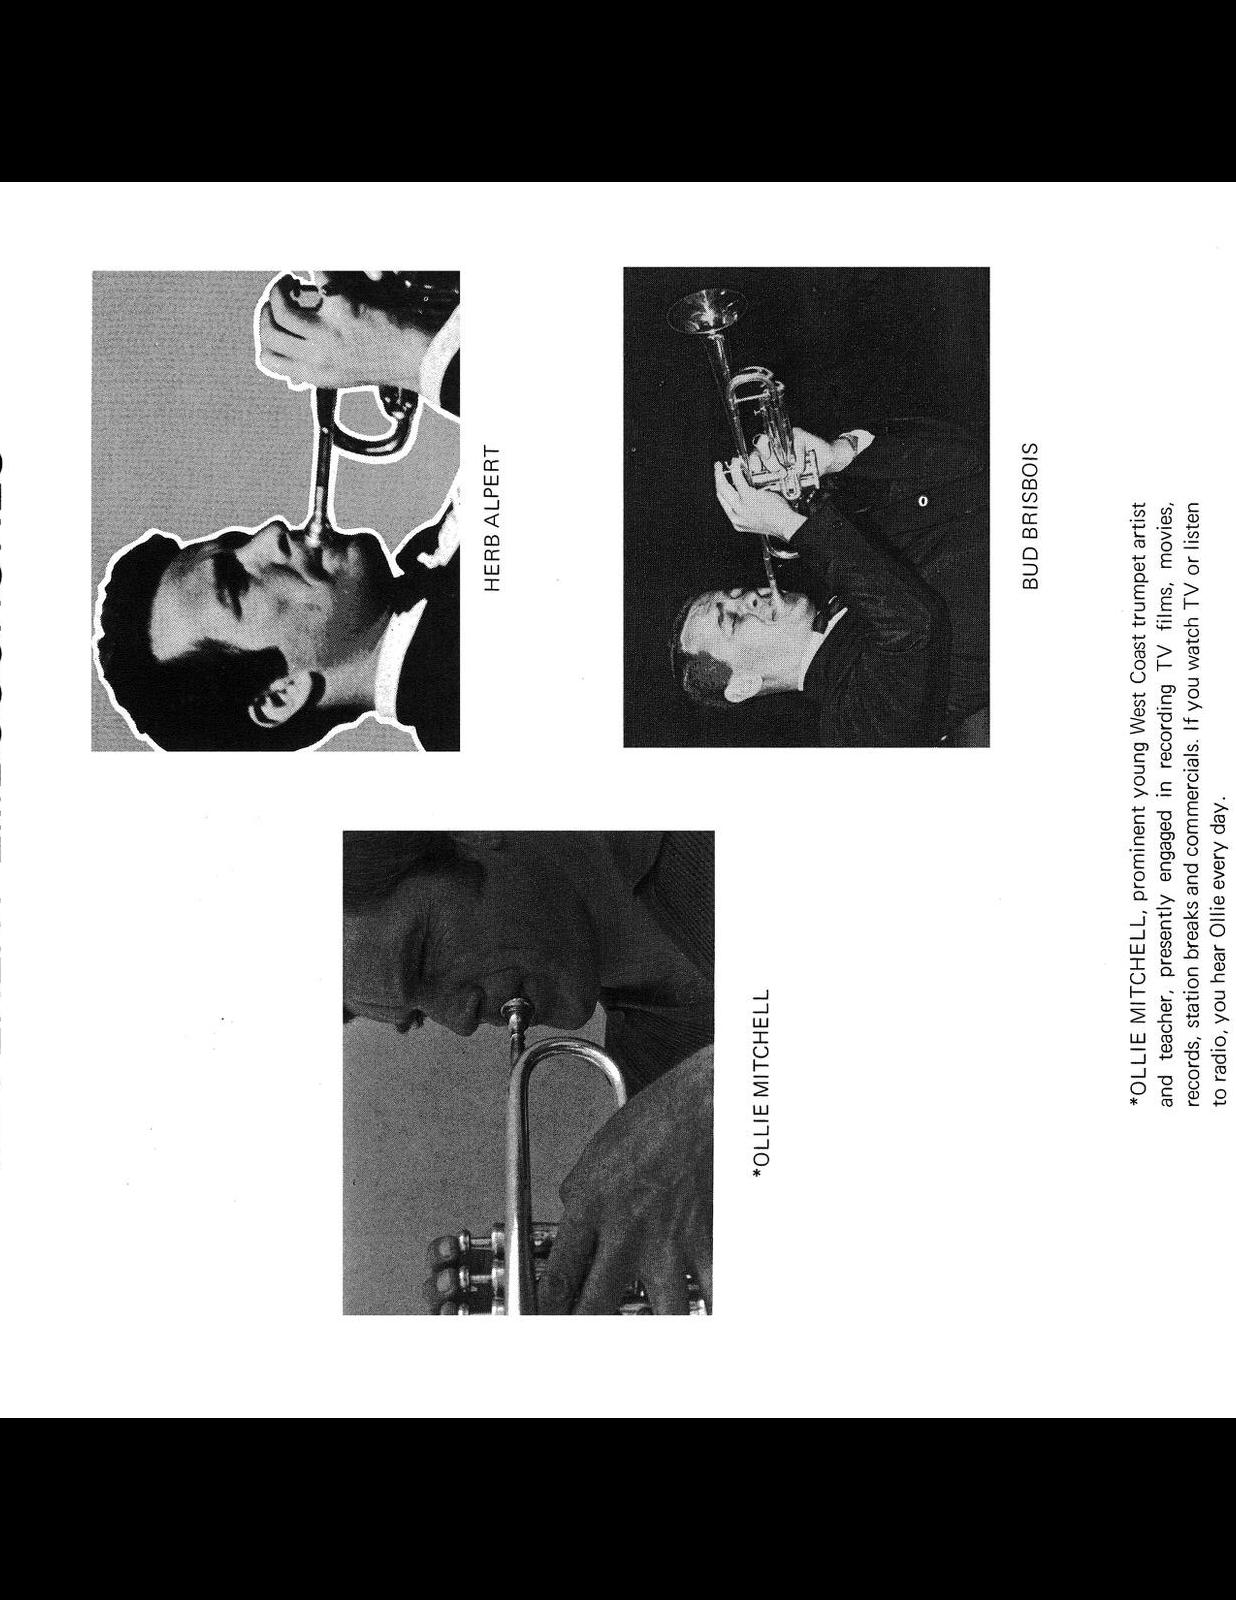 HERB ALPERT
BUD BRISBOIS
*OLLIE MITCHELL
*OLLIE MITCHELL, prominent young West Coast trumpet artist
and teacher, presently engaged in recording TV films, movies,
records, station breaks and commercials. If you watch TV or listen
to radio, you hear Ollie every day.